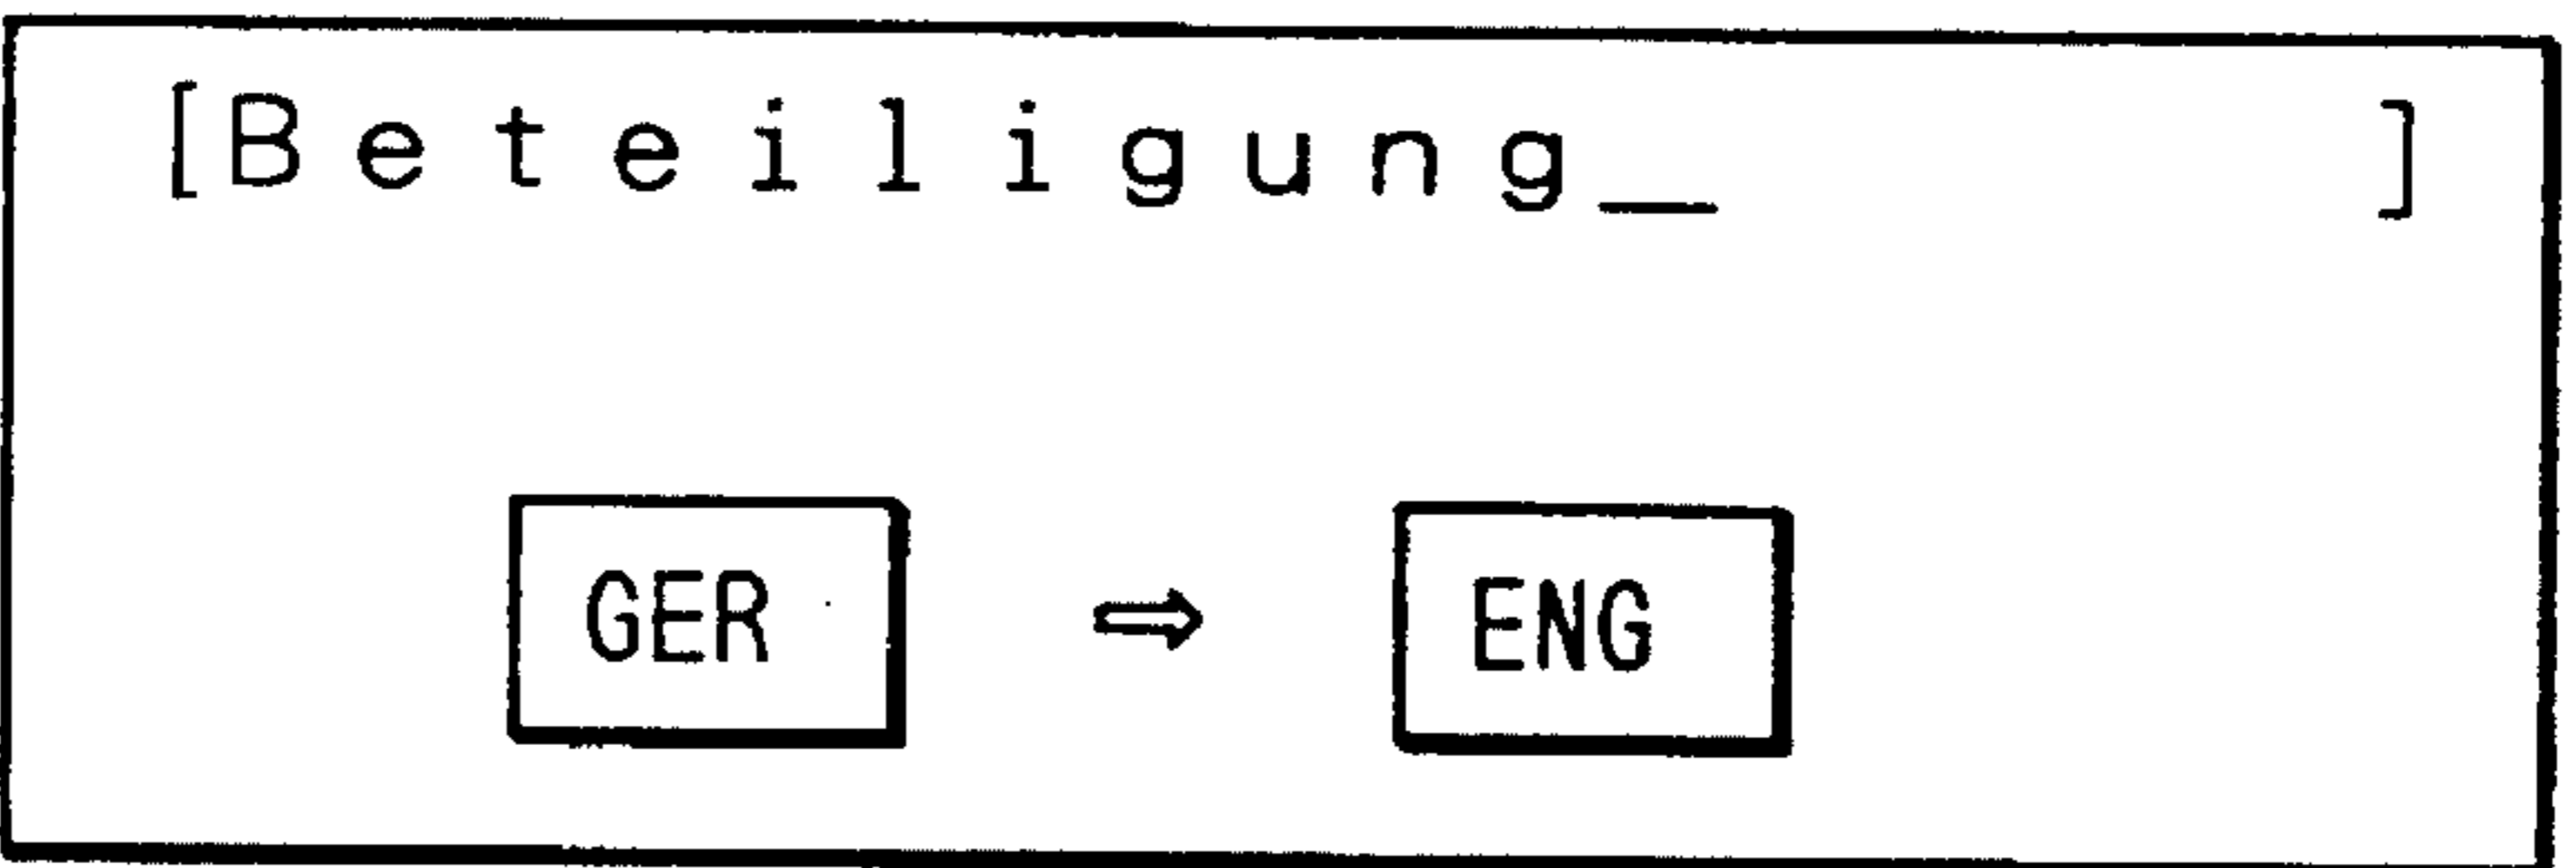 [Beteiligung_ ]
GER ⇨ ENG